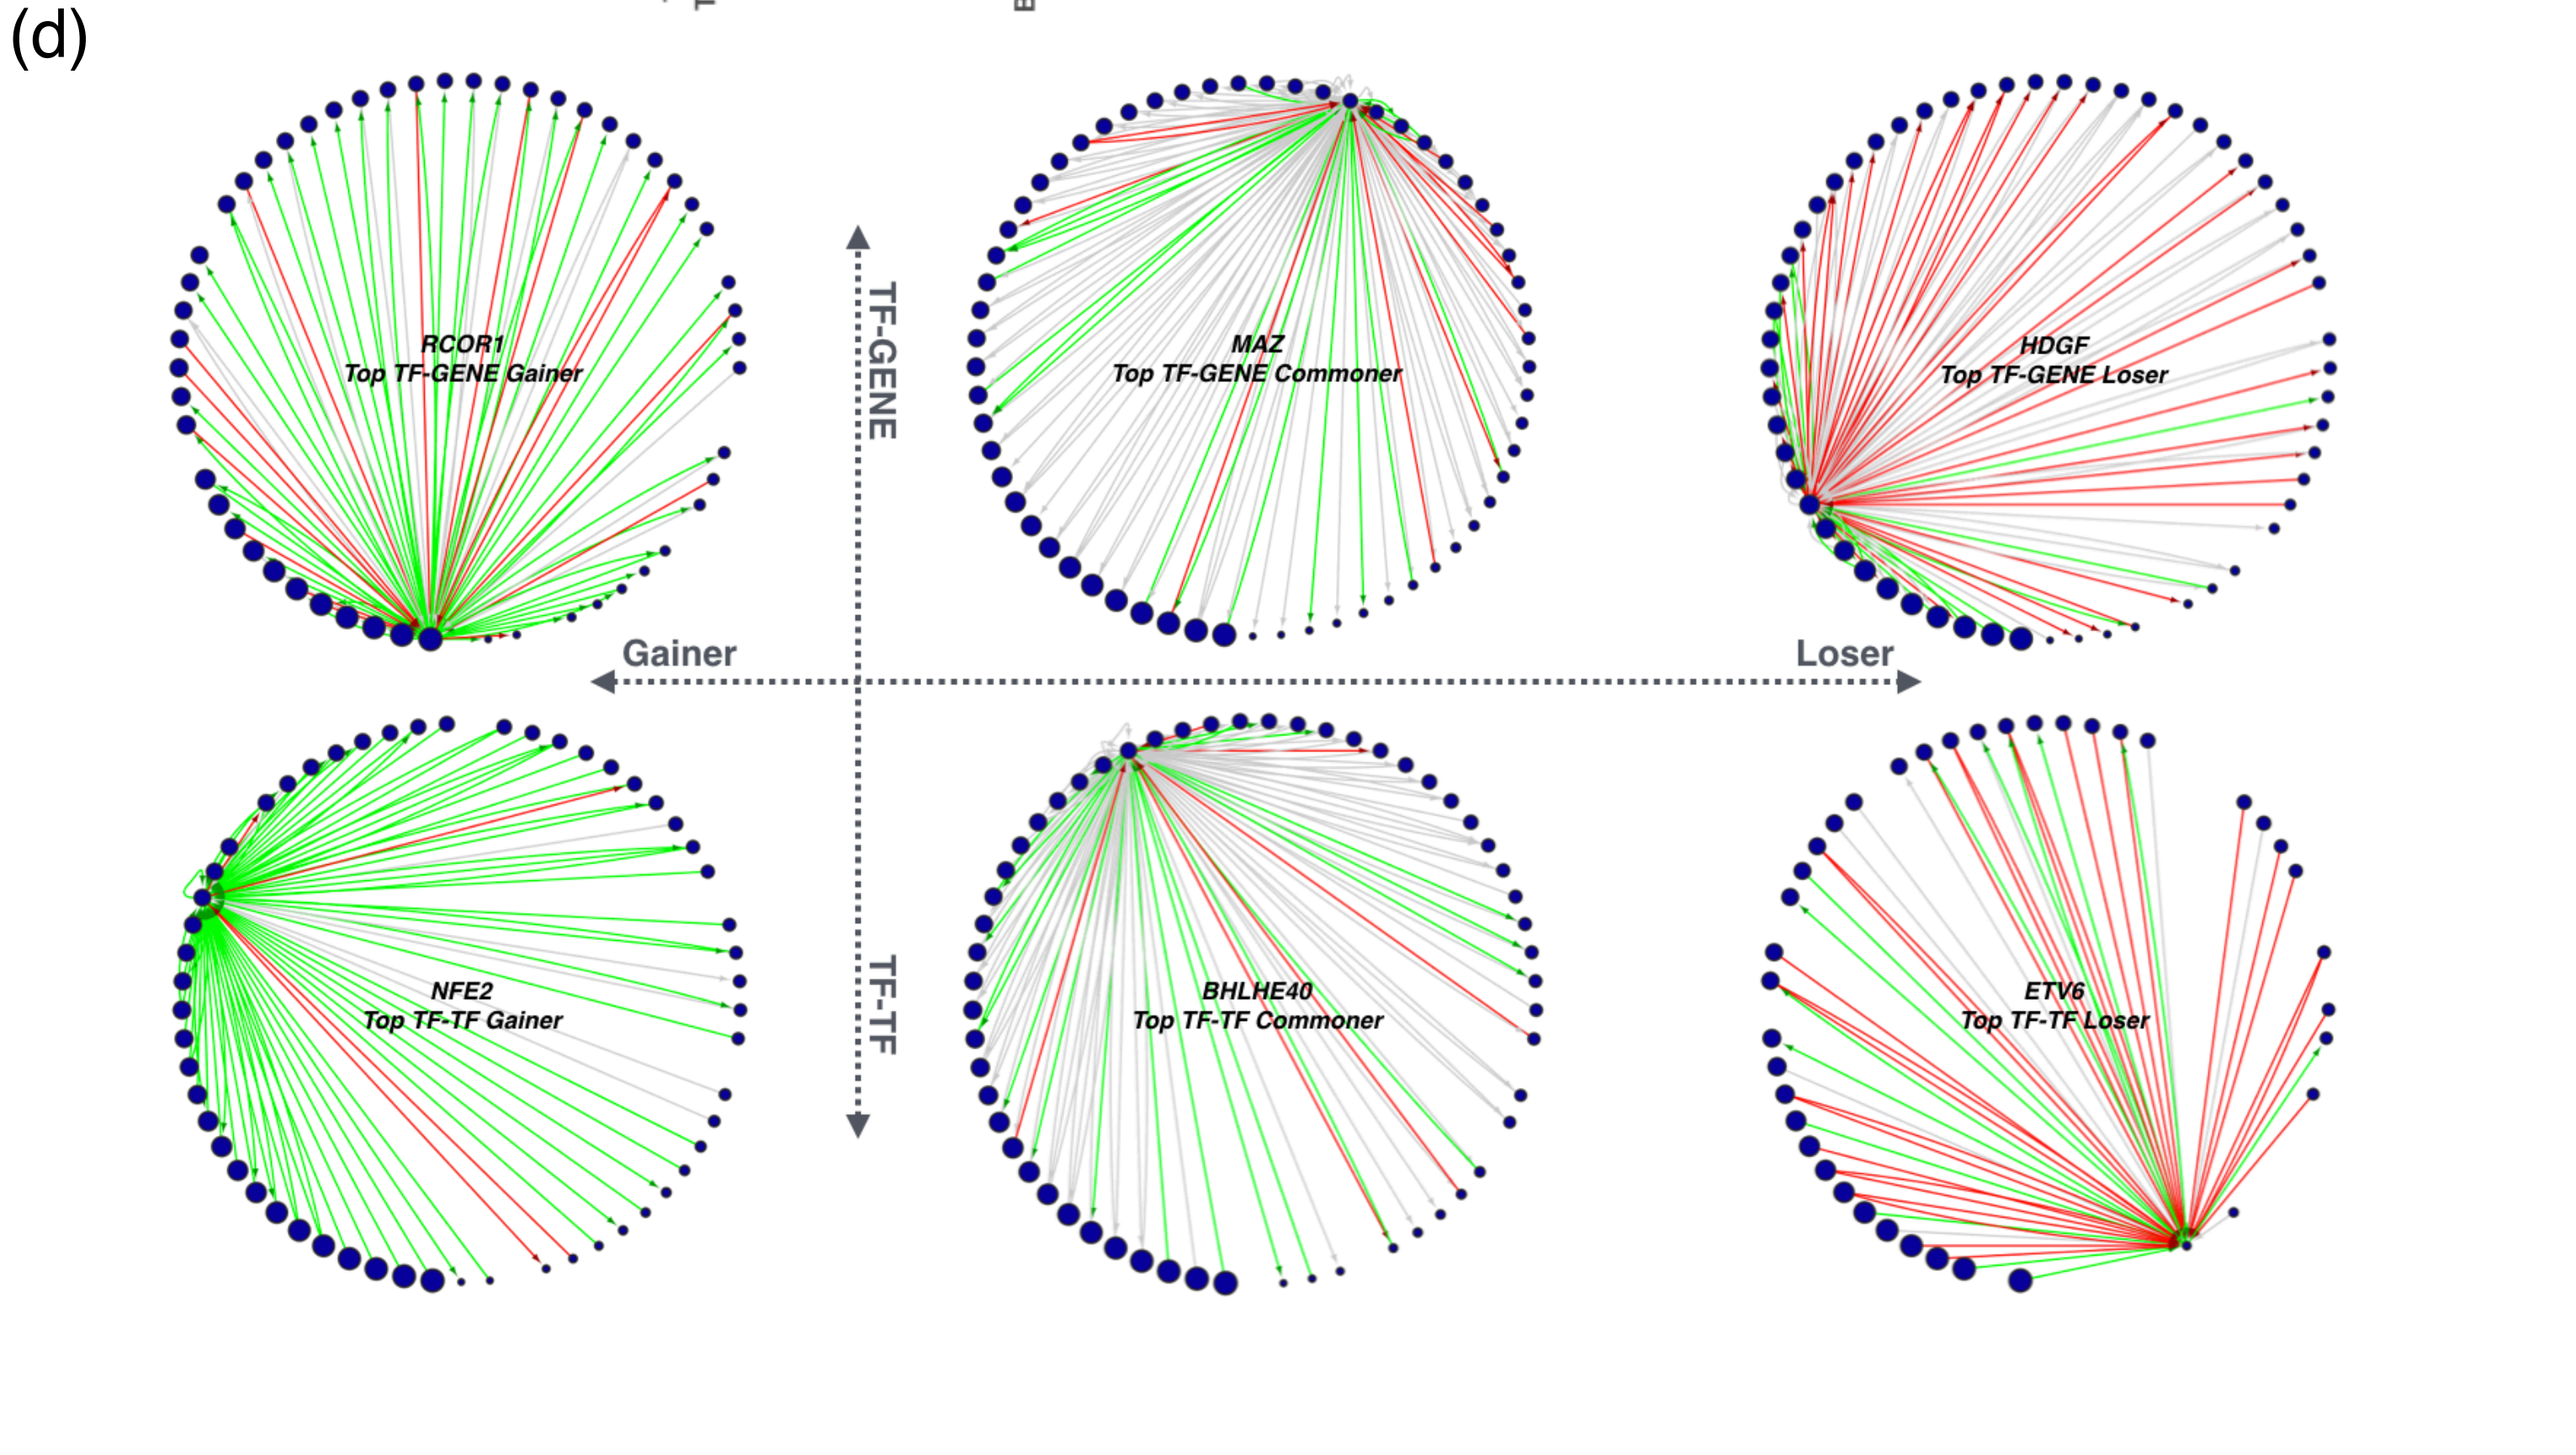 (d)
RCOR1
Top TF-GENE Gainer
MAZ
Top TF-GENE Commoner
HDGF
Top TF-GENE Loser
TF-GENE
Gainer
Loser
TF-TF
NFE2
Top TF-TF Gainer
BHLHE40
Top TF-TF Commoner
ETV6
Top TF-TF Loser